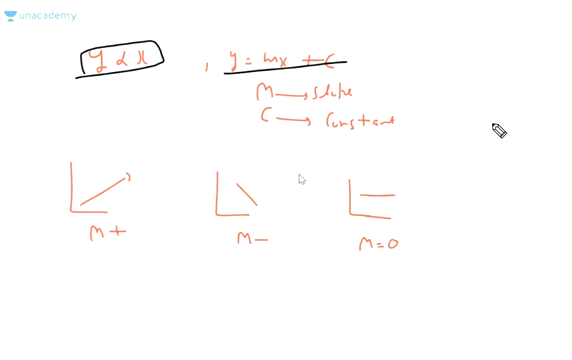 unacademy
y α x , y = mx + c
M → slope
C → Constant
M + M − M = 0